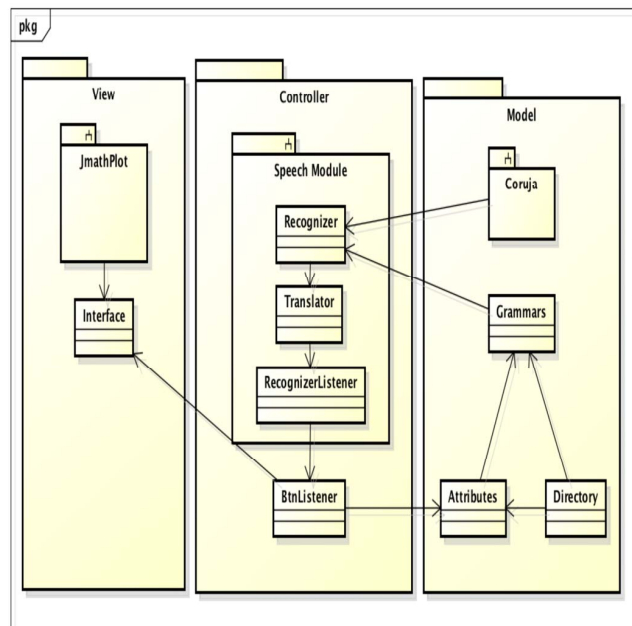 pkg
View
JmathPlot
Interface
Controller
Speech Module
Recognizer
Translator
RecognizerListener
BtnListener
Model
Coruja
Grammars
Attributes
Directory